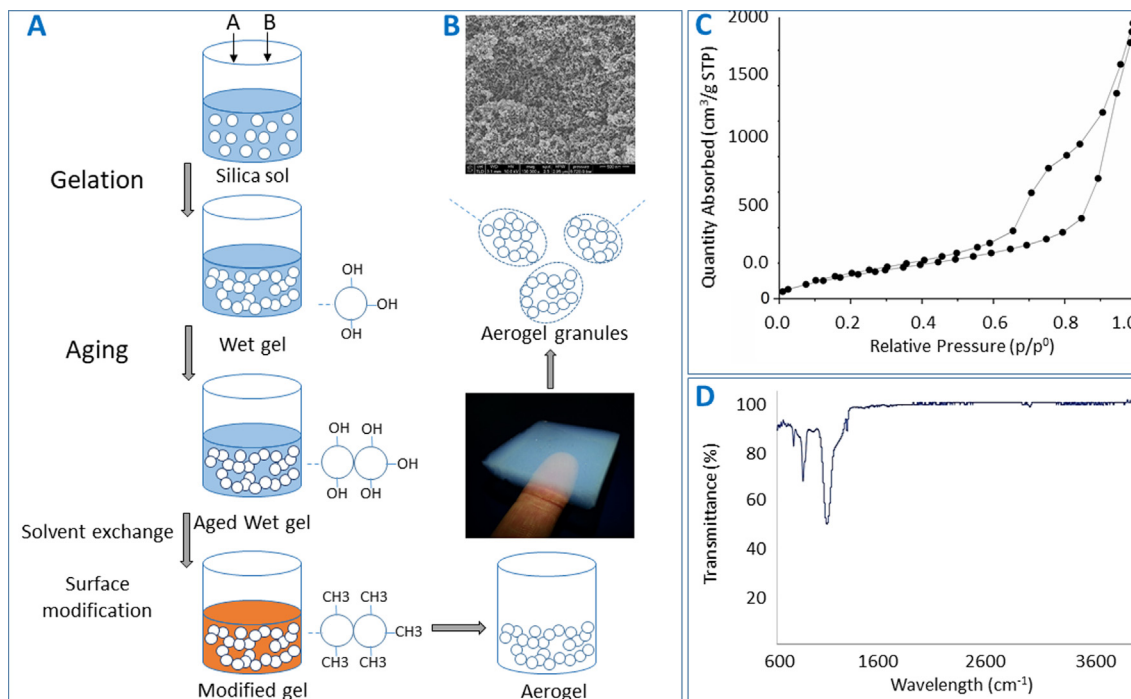 A
A B
Silica sol
Gelation
OH
OH
OH
Wet gel
Aging
OH OH
OH
OH OH
Aged Wet gel
Solvent exchange
Surface
modification
CH3 CH3
CH3
CH3 CH3
Modified gel
B
Aerogel granules
Aerogel
C
Quantity Absorbed (cm³/g STP)
2000
1500
1000
500
0.0
0
0.0 0.2 0.4 0.6 0.8 1.0
Relative Pressure (p/p⁰)
D
Transmittance (%)
100
80
60
40
20
600 1600 2600 3600
Wavelength (cm⁻¹)